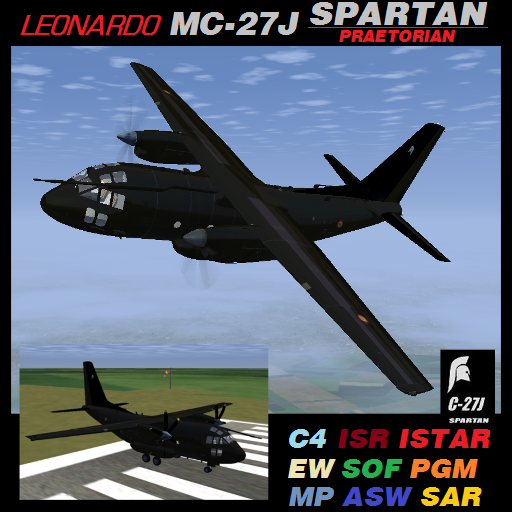 LEONARDO MC-27J SPARTAN
PRAETORIAN
C-27J
SPARTAN
C4 ISR ISTAR
EW SOF PGM
MP ASW SAR